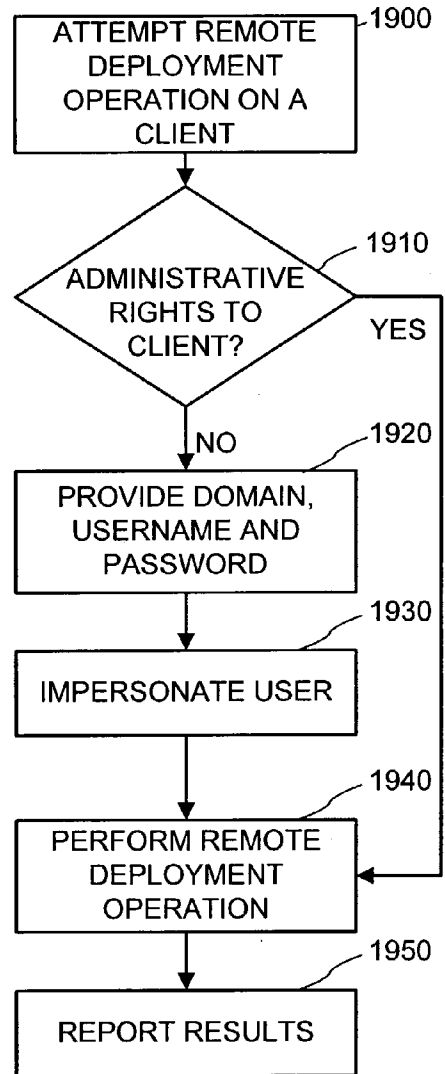 1900
ATTEMPT REMOTE
DEPLOYMENT
OPERATION ON A
CLIENT
1910
ADMINISTRATIVE
RIGHTS TO
CLIENT?
YES
NO
1920
PROVIDE DOMAIN,
USERNAME AND
PASSWORD
1930
IMPERSONATE USER
1940
PERFORM REMOTE
DEPLOYMENT
OPERATION
1950
REPORT RESULTS